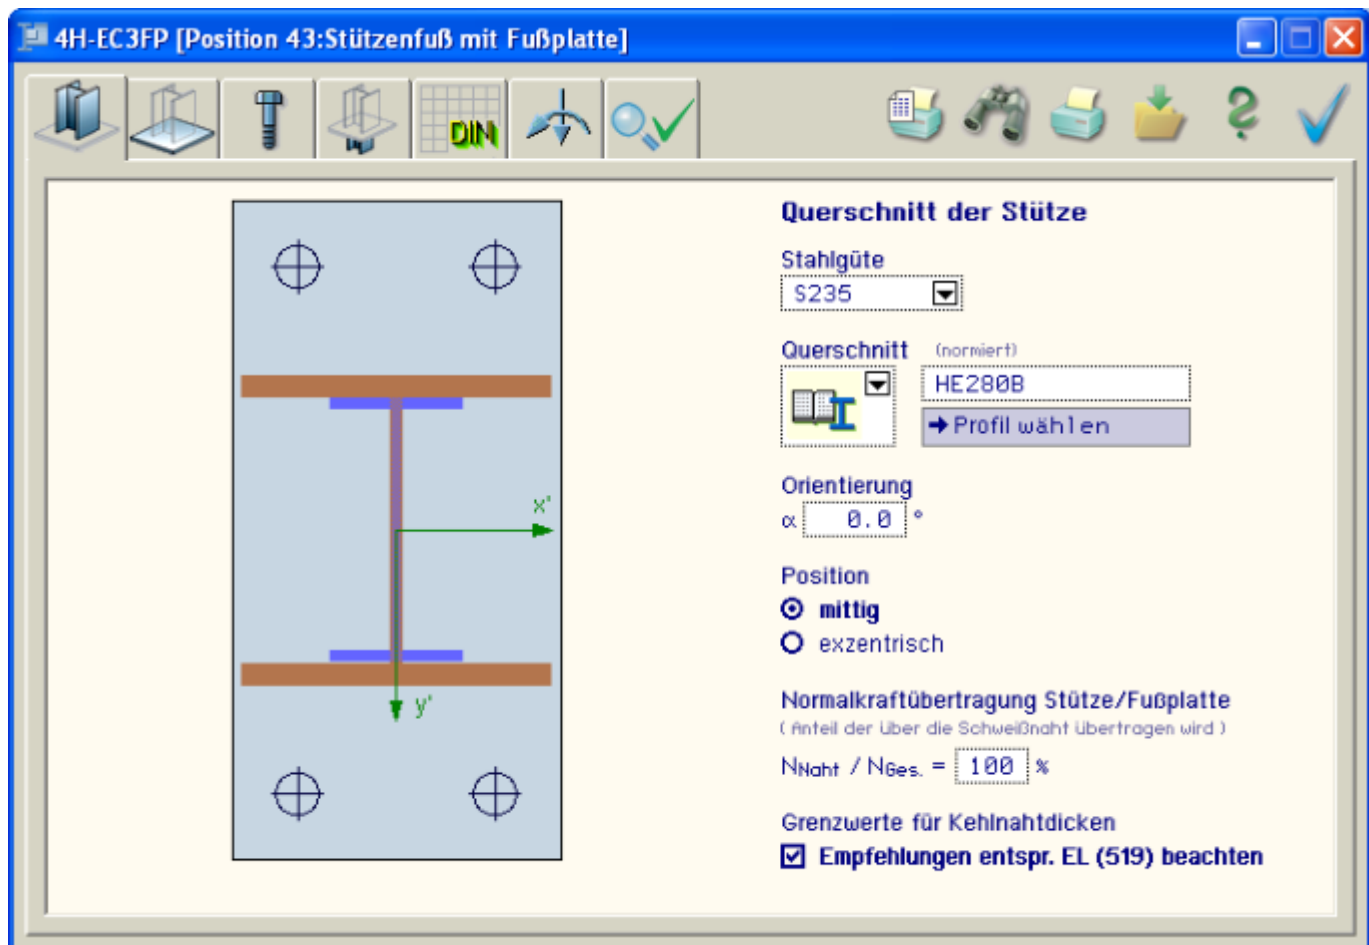 4H-EC3FP [Position 43:Stützenfuß mit Fußplatte]
DIN
Querschnitt der Stütze
Stahlgüte
S235
Querschnitt (normiert)
HE280B
Profil wählen
Orientierung
α 0.0 °
Position
mittig
exzentrisch
Normalkraftübertragung Stütze/Fußplatte
( Anteil der über die Schweißnaht übertragen wird )
NNaht / NGes. = 100 %
Grenzwerte für Kehlnahtdicken
Empfehlungen entspr. EL (519) beachten
x'
y'